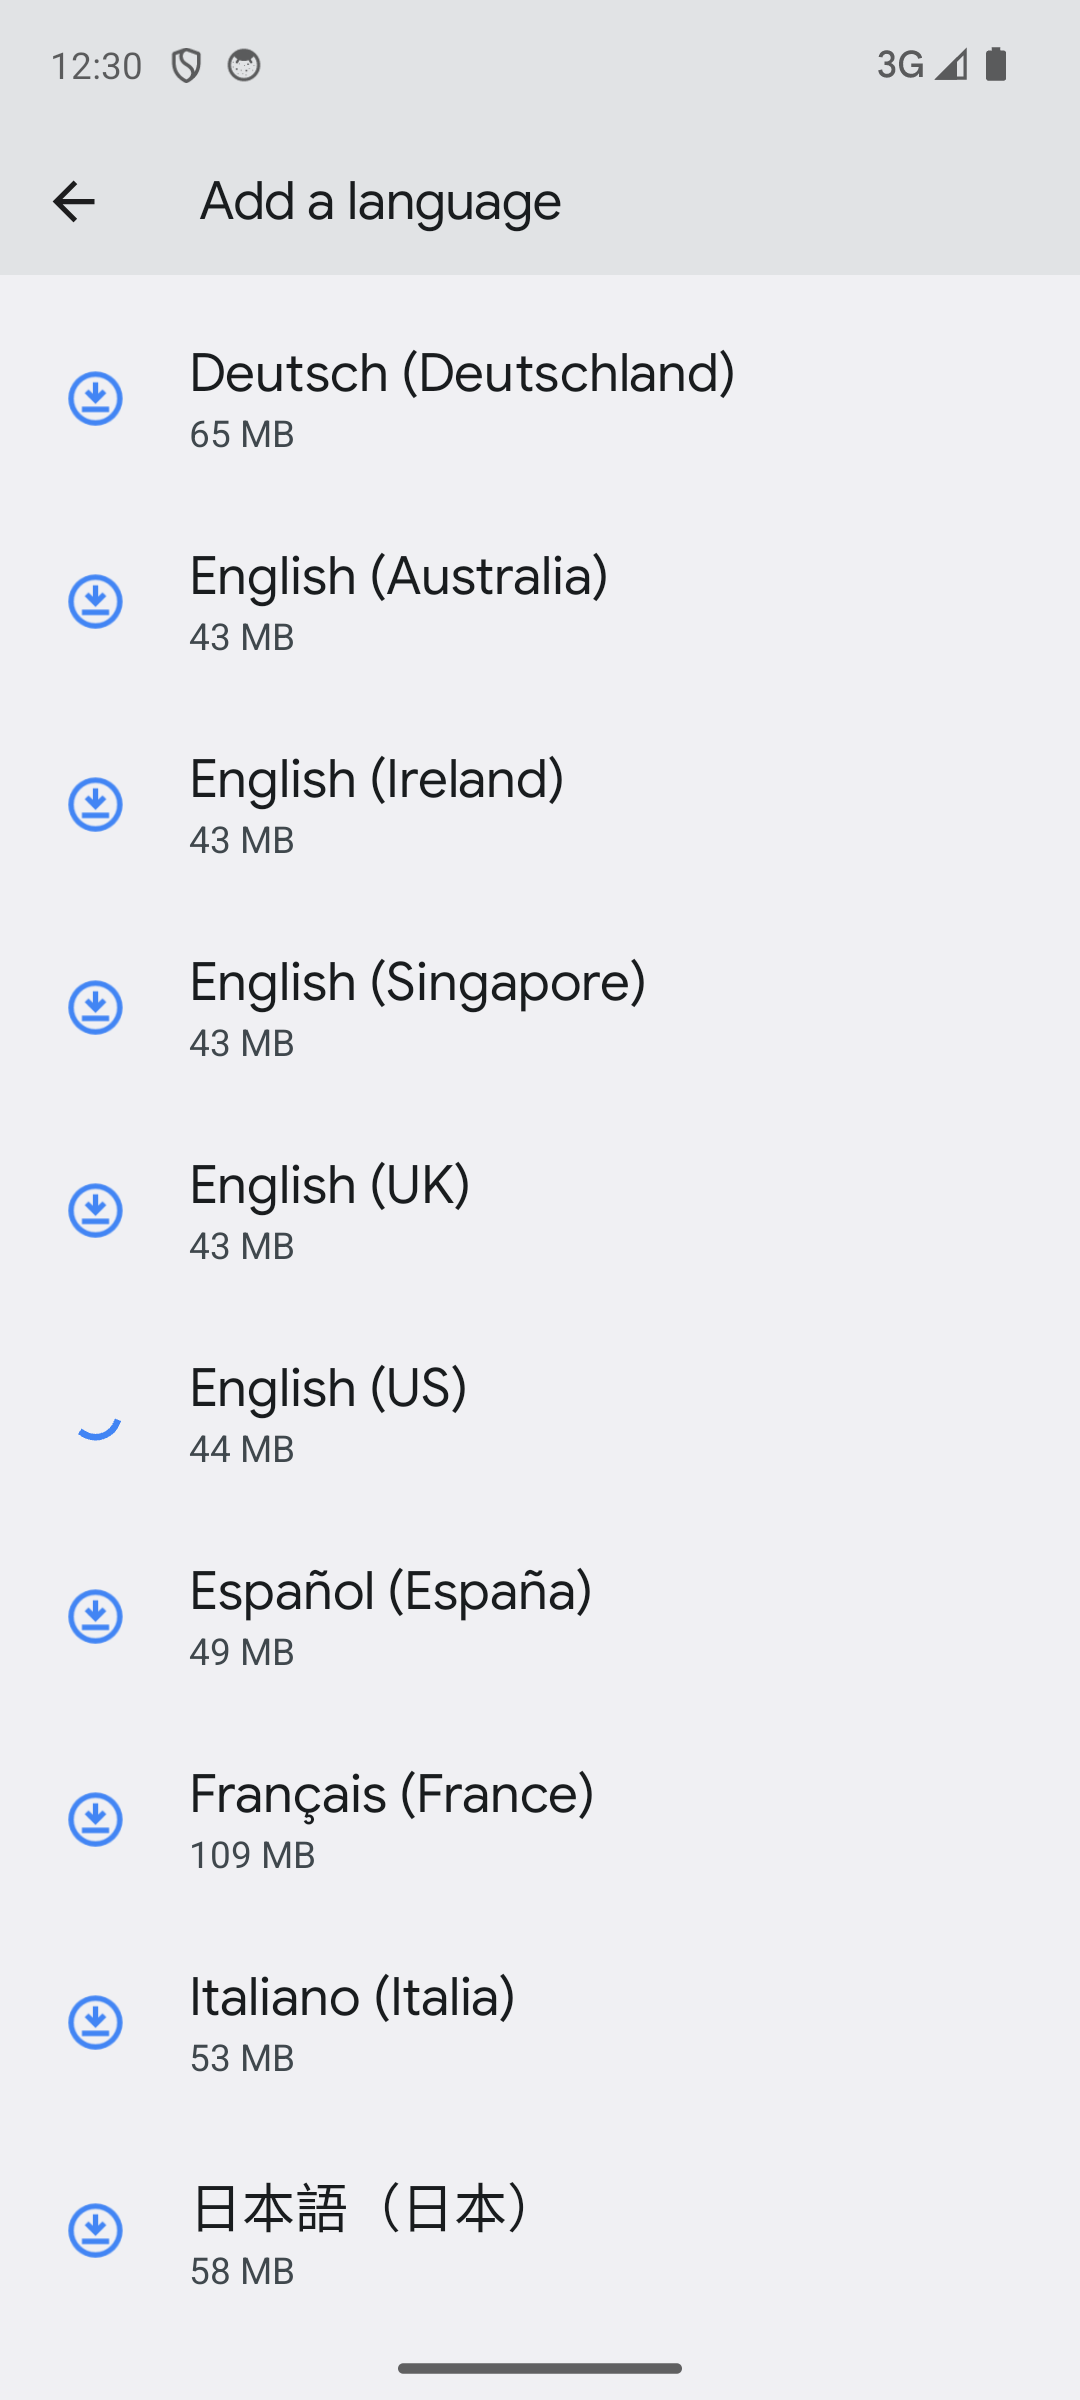 12:30
3G
Add a language
Deutsch (Deutschland)
65 MB
English (Australia)
43 MB
English (Ireland)
43 MB
English (Singapore)
43 MB
English (UK)
43 MB
English (US)
44 MB
Español (España)
49 MB
Français (France)
109 MB
Italiano (Italia)
53 MB
日本語（日本）
58 MB